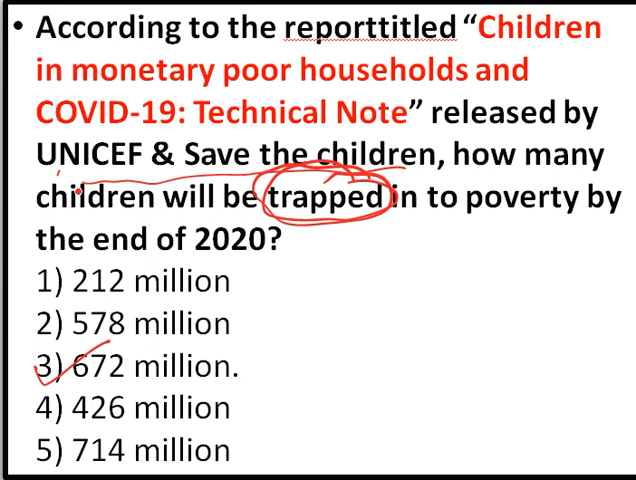 • According to the reporttitled “Children
in monetary poor households and
COVID-19: Technical Note” released by
UNICEF & Save the children, how many
children will be trapped in to poverty by
the end of 2020?
1) 212 million
2) 578 million
3) 672 million.
4) 426 million
5) 714 million